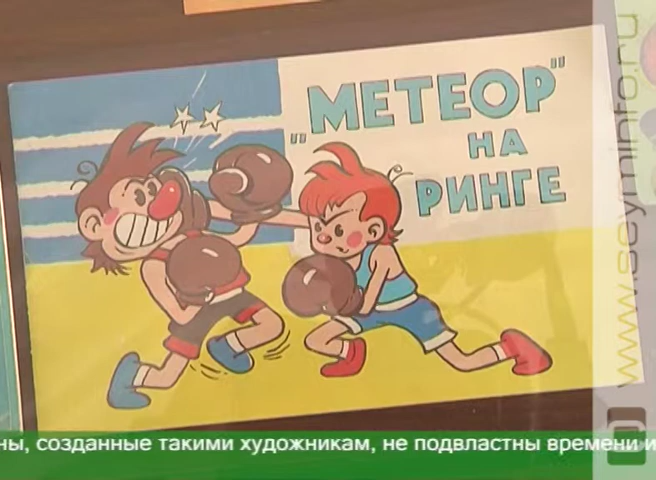 "МЕТЕОР"
НА
РИНГЕ
www.seyminfo.ru
ны, созданные такими художникам, не подвластны времени и